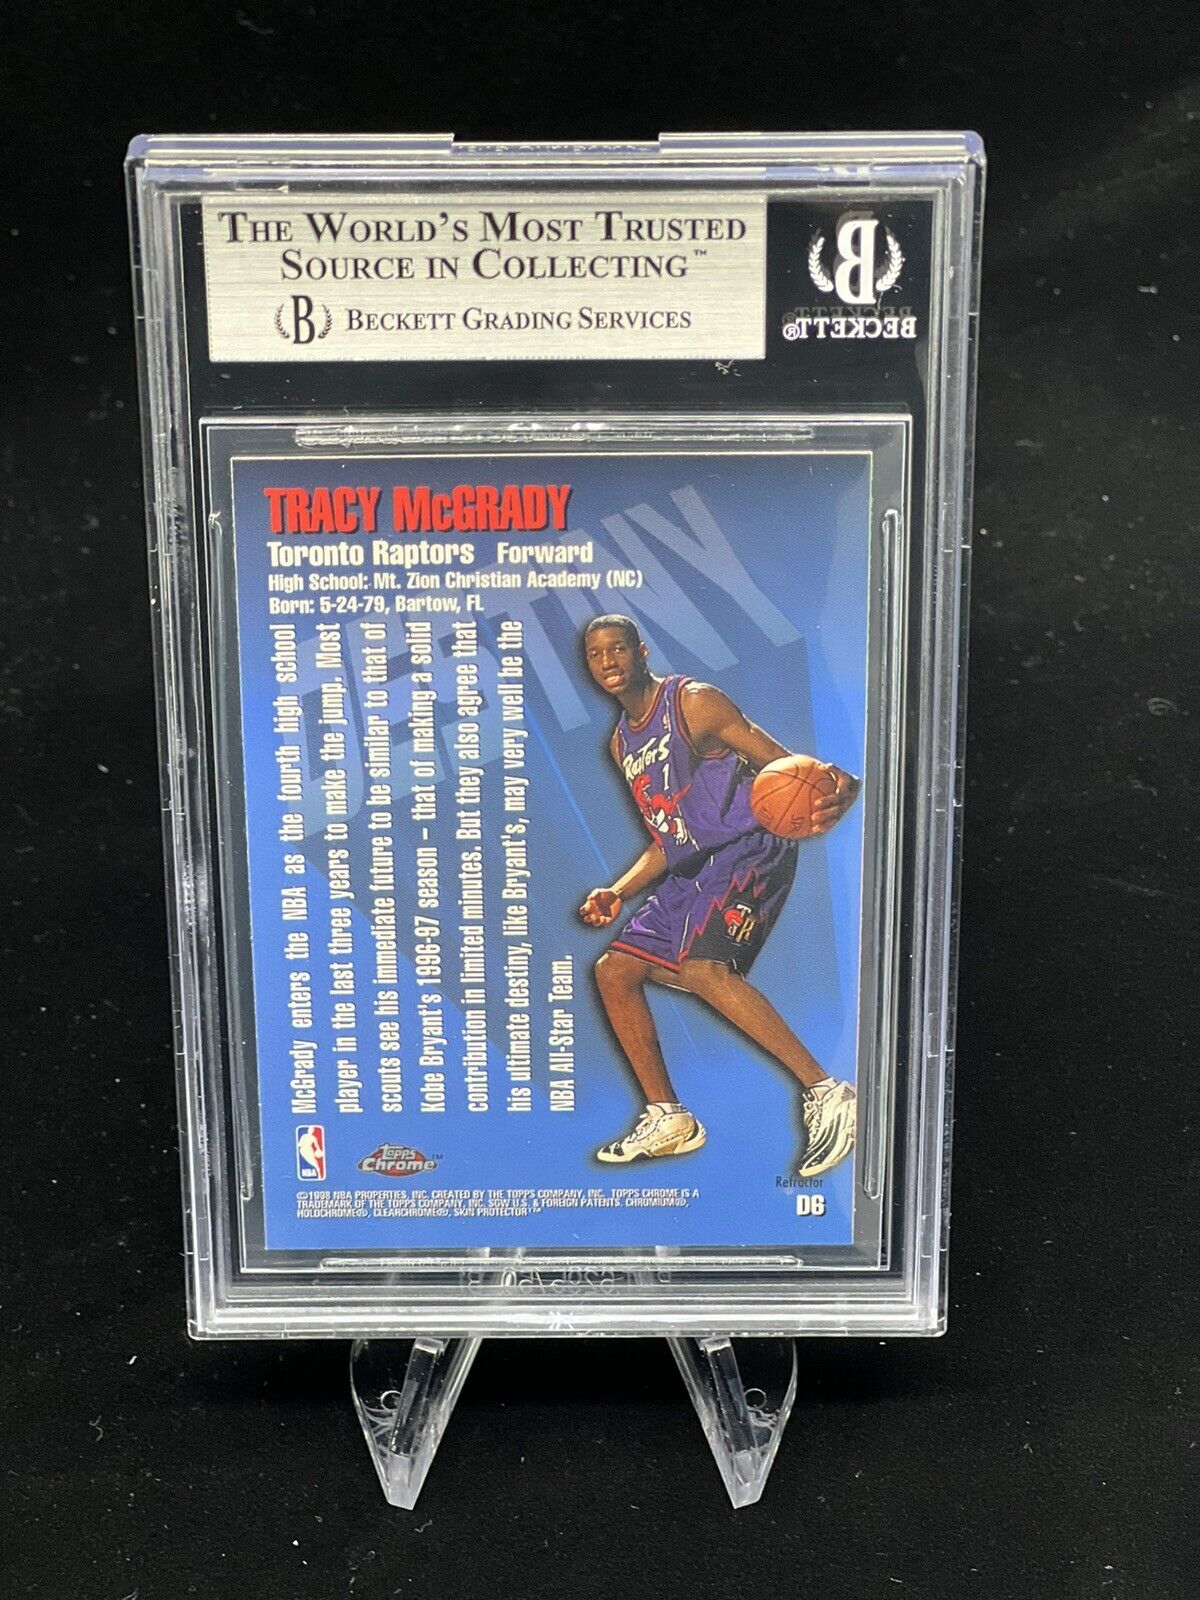 THE WORLD'S MOST TRUSTED
SOURCE IN COLLECTING™
B BECKETT GRADING SERVICES
B
BECKETT®
TRACY McGRADY
Toronto Raptors Forward
High School: Mt. Zion Christian Academy (NC)
Born: 5-24-79, Bartow, FL
DESTINY
McGrady enters the NBA as the fourth high school
player in the last three years to make the jump. Most
scouts see his immediate future to be similar to that of
Kobe Bryant's 1996-97 season – that of making a solid
contribution in limited minutes. But they also agree that
his ultimate destiny, like Bryant's, may very well be the
NBA All-Star Team.
RAPTORS
1
TR
NBA
Topps Chrome™
©1998 NBA PROPERTIES, INC. CREATED BY THE TOPPS COMPANY, INC. TOPPS CHROME IS A
TRADEMARK OF THE TOPPS COMPANY, INC. SGW U.S. & FOREIGN PATENTS. CHROMIUM®,
HOLOCHROME®, CLEARCHROME®, SKIN PROTECTOR™
Refractor
D6